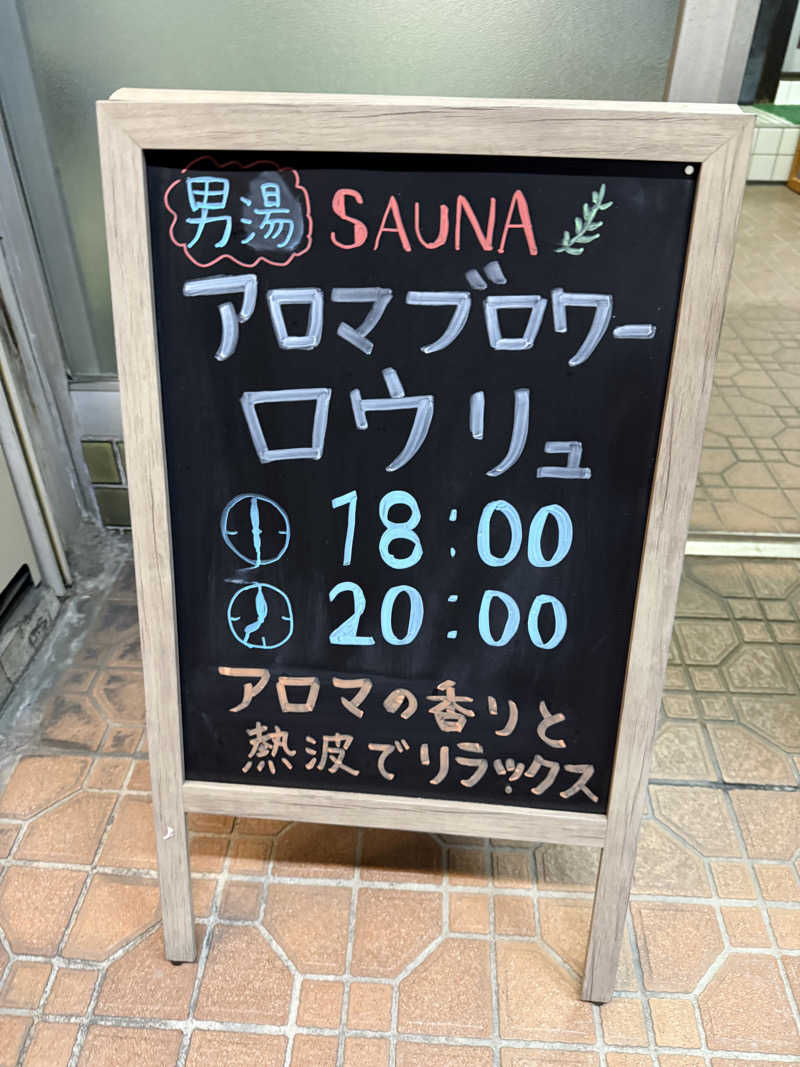 男湯 SAUNA
アロマブロワー
ロウリュ
18:00
20:00
アロマの香りと
熱波でリラックス